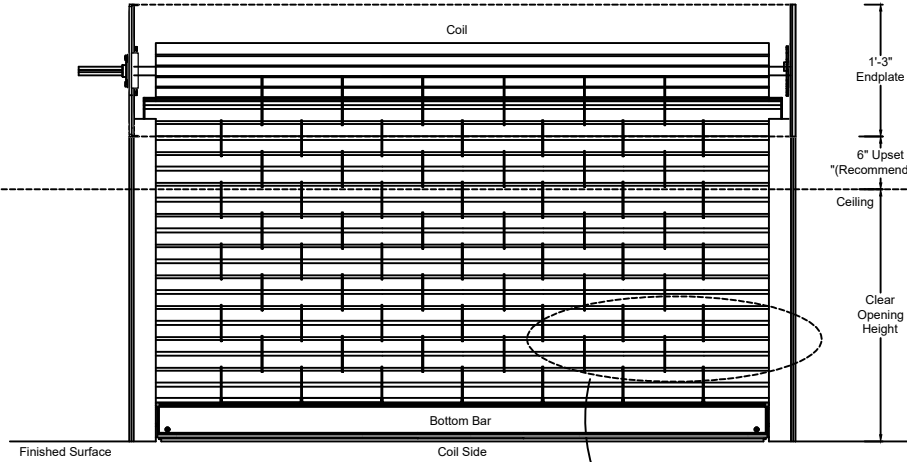 Coil
1'-3"
Endplate
6" Upset
"(Recommend
Ceiling
Clear
Opening
Height
Bottom Bar
Finished Surface
Coil Side